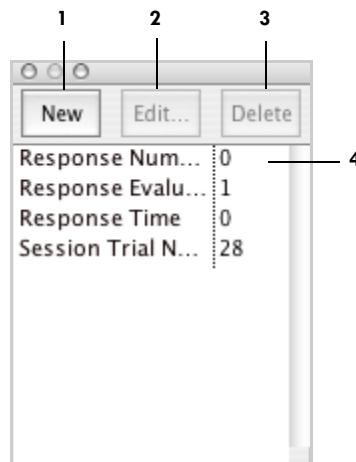 1 2 3
New Edit... Delete
Response Num... 0 4
Response Evalu... 1
Response Time 0
Session Trial N... 28